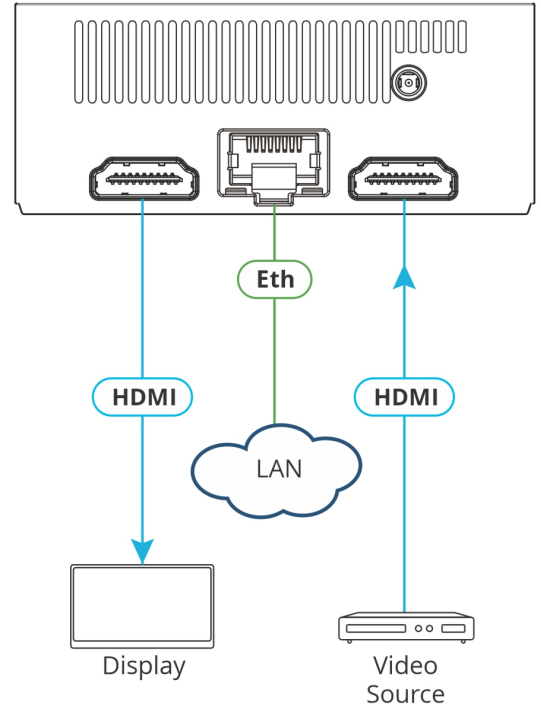 Eth
HDMI
HDMI
LAN
Display
Video
Source